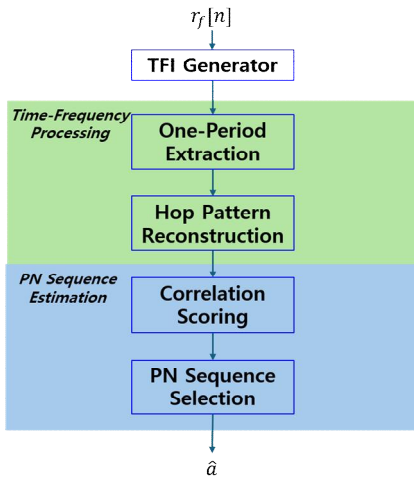 r_f[n]
TFI Generator
Time-Frequency
Processing
One-Period
Extraction
Hop Pattern
Reconstruction
PN Sequence
Estimation
Correlation
Scoring
PN Sequence
Selection
â